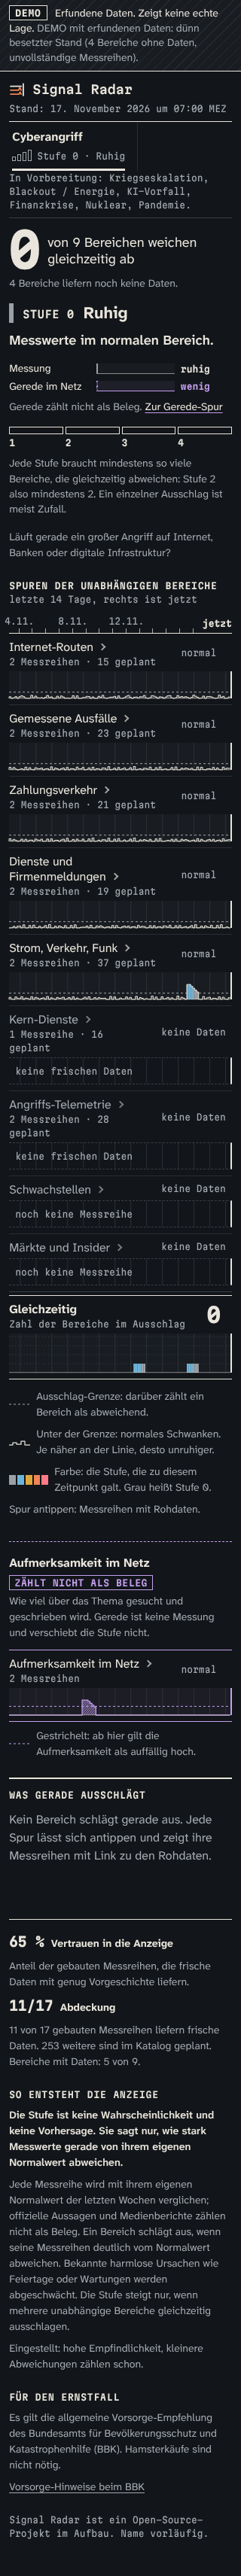 DEMO Erfundene Daten. Zeigt keine echte
Lage. DEMO mit erfundenen Daten: dünn
besetzter Stand (4 Bereiche ohne Daten,
unvollständige Messreihen).
Signal Radar
Stand: 17. November 2026 um 07:00 MEZ
Cyberangriff
Stufe 0 · Ruhig
In Vorbereitung: Kriegseskalation,
Blackout / Energie, KI-Vorfall,
Finanzkrise, Nuklear, Pandemie.
0 von 9 Bereichen weichen
gleichzeitig ab
4 Bereiche liefern noch keine Daten.
STUFE 0 Ruhig
Messwerte im normalen Bereich.
Messung ruhig
Gerede im Netz wenig
Gerede zählt nicht als Beleg. Zur Gerede-Spur
1 2 3 4
Jede Stufe braucht mindestens so viele
Bereiche, die gleichzeitig abweichen: Stufe 2
also mindestens 2. Ein einzelner Ausschlag ist
meist Zufall.
Läuft gerade ein großer Angriff auf Internet,
Banken oder digitale Infrastruktur?
SPUREN DER UNABHÄNGIGEN BEREICHE
letzte 14 Tage, rechts ist jetzt
4.11. 8.11. 12.11. jetzt
Internet-Routen > normal
2 Messreihen · 15 geplant
Gemessene Ausfälle > normal
2 Messreihen · 23 geplant
Zahlungsverkehr > normal
2 Messreihen · 21 geplant
Dienste und
Firmenmeldungen > normal
2 Messreihen · 19 geplant
Strom, Verkehr, Funk > normal
2 Messreihen · 37 geplant
Kern-Dienste > keine Daten
1 Messreihe · 16
geplant
keine frischen Daten
Angriffs-Telemetrie > keine Daten
2 Messreihen · 28
geplant
keine frischen Daten
Schwachstellen > keine Daten
noch keine Messreihe
Märkte und Insider > keine Daten
noch keine Messreihe
Gleichzeitig 0
Zahl der Bereiche im Ausschlag
Ausschlag-Grenze: darüber zählt ein
Bereich als abweichend.
Unter der Grenze: normales Schwanken.
Je näher an der Linie, desto unruhiger.
Farbe: die Stufe, die zu diesem
Zeitpunkt galt. Grau heißt Stufe 0.
Spur antippen: Messreihen mit Rohdaten.
Aufmerksamkeit im Netz
ZÄHLT NICHT ALS BELEG
Wie viel über das Thema gesucht und
geschrieben wird. Gerede ist keine Messung
und verschiebt die Stufe nicht.
Aufmerksamkeit im Netz > normal
2 Messreihen
Gestrichelt: ab hier gilt die
Aufmerksamkeit als auffällig hoch.
WAS GERADE AUSSCHLÄGT
Kein Bereich schlägt gerade aus. Jede
Spur lässt sich antippen und zeigt ihre
Messreihen mit Link zu den Rohdaten.
65 % Vertrauen in die Anzeige
Anteil der gebauten Messreihen, die frische
Daten mit genug Vorgeschichte liefern.
11/17 Abdeckung
11 von 17 gebauten Messreihen liefern frische
Daten. 253 weitere sind im Katalog geplant.
Bereiche mit Daten: 5 von 9.
SO ENTSTEHT DIE ANZEIGE
Die Stufe ist keine Wahrscheinlichkeit und
keine Vorhersage. Sie sagt nur, wie stark
Messwerte gerade von ihrem eigenen
Normalwert abweichen.
Jede Messreihe wird mit ihrem eigenen
Normalwert der letzten Wochen verglichen;
offizielle Aussagen und Medienberichte zählen
nicht als Beleg. Ein Bereich schlägt aus, wenn
seine Messreihen deutlich vom Normalwert
abweichen. Bekannte harmlose Ursachen wie
Feiertage oder Wartungen werden
abgeschwächt. Die Stufe steigt nur, wenn
mehrere unabhängige Bereiche gleichzeitig
ausschlagen.
Eingestellt: hohe Empfindlichkeit, kleinere
Abweichungen zählen schon.
FÜR DEN ERNSTFALL
Es gilt die allgemeine Vorsorge-Empfehlung
des Bundesamts für Bevölkerungsschutz und
Katastrophenhilfe (BBK). Hamsterkäufe sind
nicht nötig.
Vorsorge-Hinweise beim BBK
Signal Radar ist ein Open-Source-
Projekt im Aufbau. Name vorläufig.